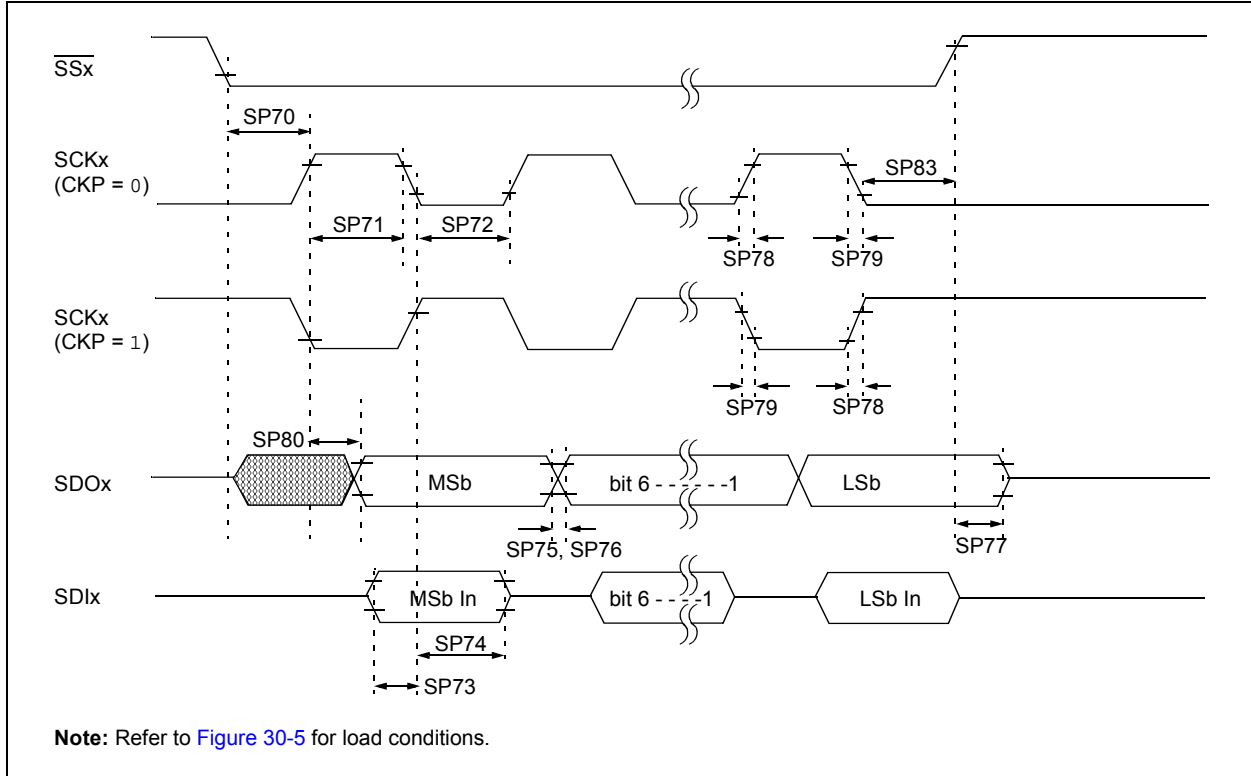 SSx
SP70
SCKx
(CKP = 0)
SP83
SP71
SP72
SP78
SP79
SCKx
(CKP = 1)
SP79
SP78
SP80
SDOx
MSb
bit 6 - - - - - - -1
LSb
SP75, SP76
SP77
SDIx
MSb In
bit 6 - - - - -1
LSb In
SP74
SP73
Note: Refer to Figure 30-5 for load conditions.